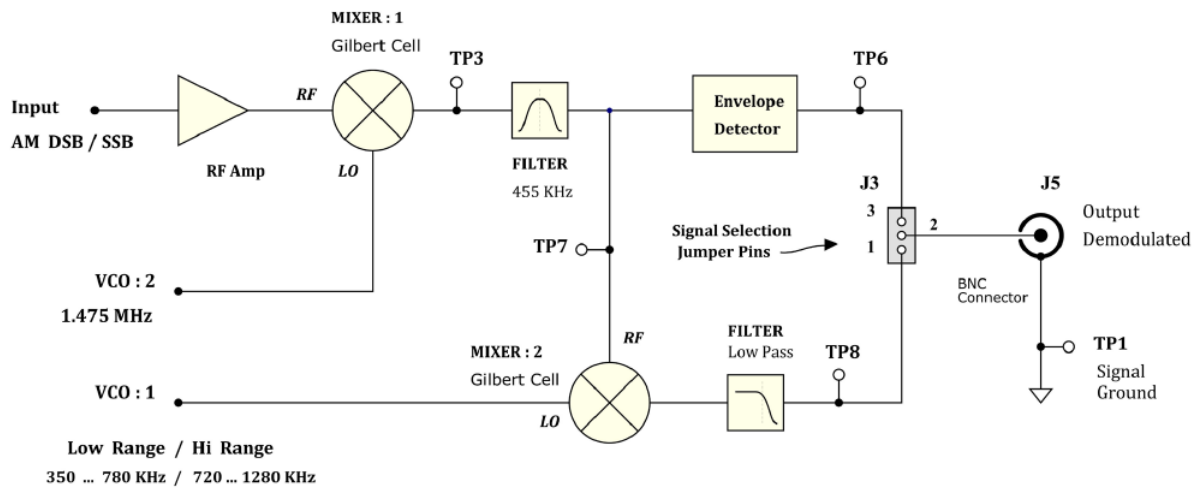 MIXER : 1
Gilbert Cell
TP3
TP6
Input
AM DSB / SSB
RF
LO
RF Amp
FILTER
455 KHz
Envelope
Detector
J3
3
2
1
J5
Output
Demodulated
Signal Selection
Jumper Pins
TP7
BNC
Connector
VCO : 2
1.475 MHz
TP1
Signal
Ground
MIXER : 2
Gilbert Cell
RF
LO
FILTER
Low Pass
TP8
VCO : 1
Low Range / Hi Range
350 ... 780 KHz / 720 ... 1280 KHz